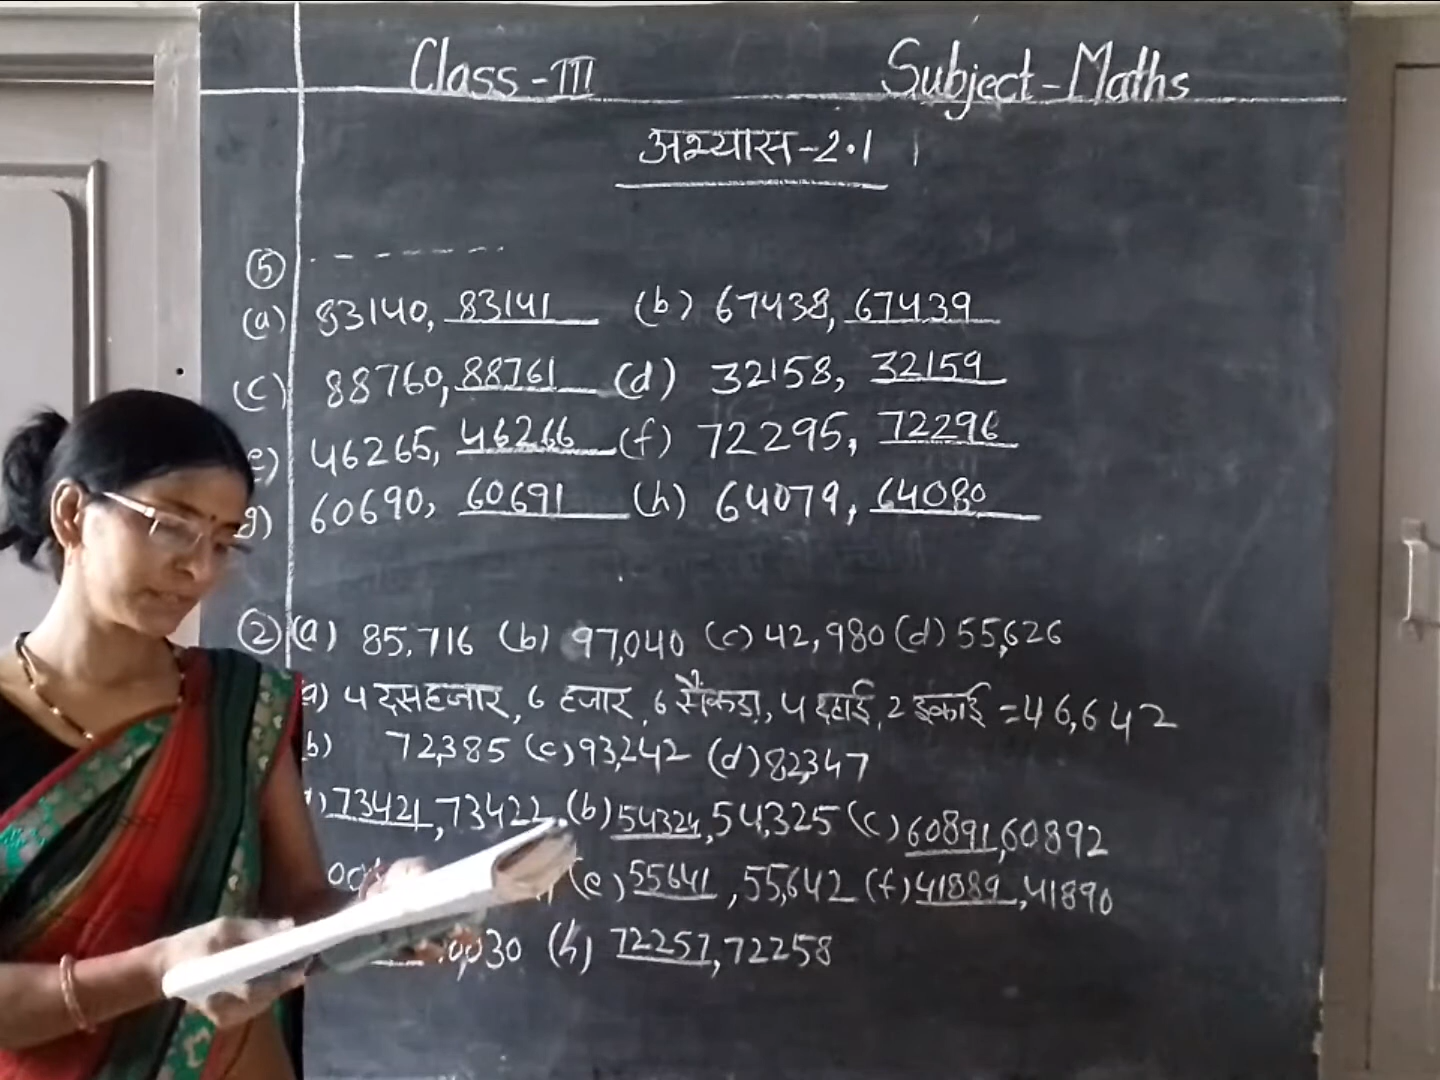 Class-III Subject-Maths
अभ्यास-2.1
⑤ - - - - - - -
(a) 83140, 83141 (b) 67438, 67439
(c) 88760, 88761 (d) 32158, 32159
e) 46265, 46266 (f) 72295, 72296
g) 60690, 60691 (h) 64079, 64080
② (a) 85,716 (b) 97,040 (c) 42,980 (d) 55,626
a) 4 दसहजार, 6 हजार, 6 सैंकड़ा, 4 दहाई, 2 इकाई = 46,642
b) 72,385 (c) 93,242 (d) 82,347
) 73421, 73422, (b) 54324, 54,325 (c) 60891, 60892
(e) 55641, 55,642 (f) 41889, 41890
0,030 (h) 72257, 72258